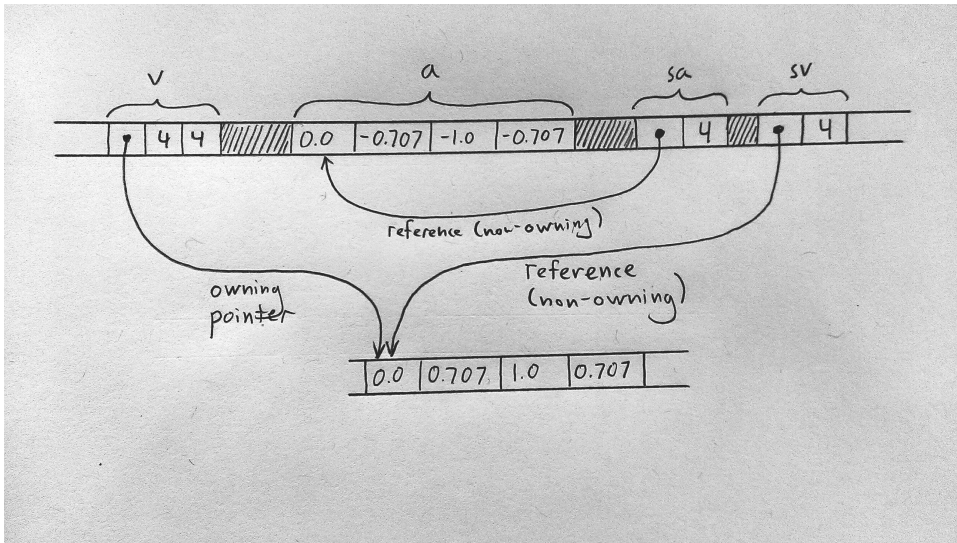 v a sa sv
4 4 0.0 -0.707 -1.0 -0.707 4 4
reference (non-owning)
reference
(non-owning)
owning
pointer
0.0 0.707 1.0 0.707